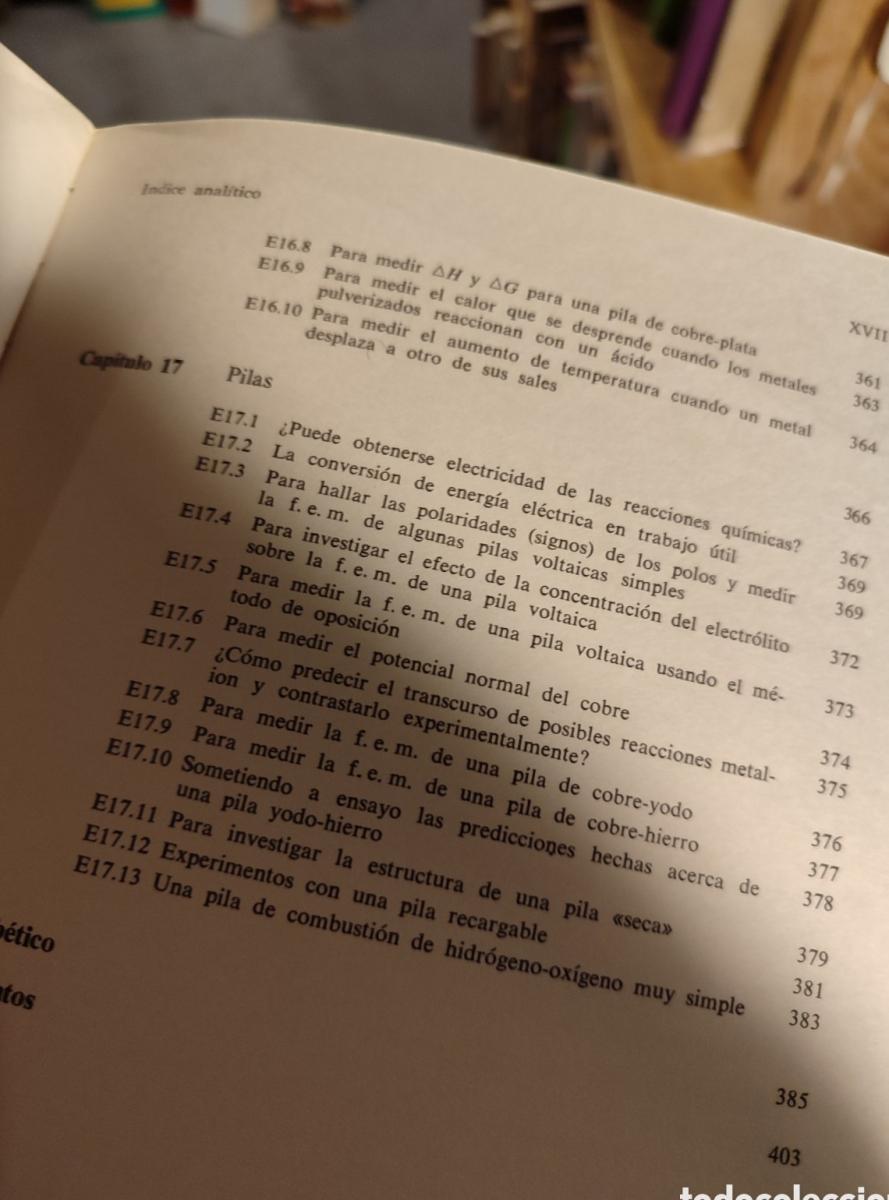 Indice analítico XVII
E16.8 Para medir ΔH y ΔG para una pila de cobre-plata 361
E16.9 Para medir el calor que se desprende cuando los metales
pulverizados reaccionan con un ácido 363
E16.10 Para medir el aumento de temperatura cuando un metal
desplaza a otro de sus sales 364
Capítulo 17 Pilas 366
E17.1 ¿Puede obtenerse electricidad de las reacciones químicas? 367
E17.2 La conversión de energía eléctrica en trabajo útil 369
E17.3 Para hallar las polaridades (signos) de los polos y medir
la f. e. m. de algunas pilas voltaicas simples 369
E17.4 Para investigar el efecto de la concentración del electrólito
sobre la f. e. m. de una pila voltaica 372
E17.5 Para medir la f. e. m. de una pila voltaica usando el mé-
todo de oposición 373
E17.6 Para medir el potencial normal del cobre 374
E17.7 ¿Cómo predecir el transcurso de posibles reacciones metal-
ion y contrastarlo experimentalmente? 375
E17.8 Para medir la f. e. m. de una pila de cobre-yodo 376
E17.9 Para medir la f. e. m. de una pila de cobre-hierro 377
E17.10 Sometiendo a ensayo las predicciones hechas acerca de
una pila yodo-hierro 378
E17.11 Para investigar la estructura de una pila «seca» 379
E17.12 Experimentos con una pila recargable 381
E17.13 Una pila de combustión de hidrógeno-oxígeno muy simple 383
bético 385
tos 403